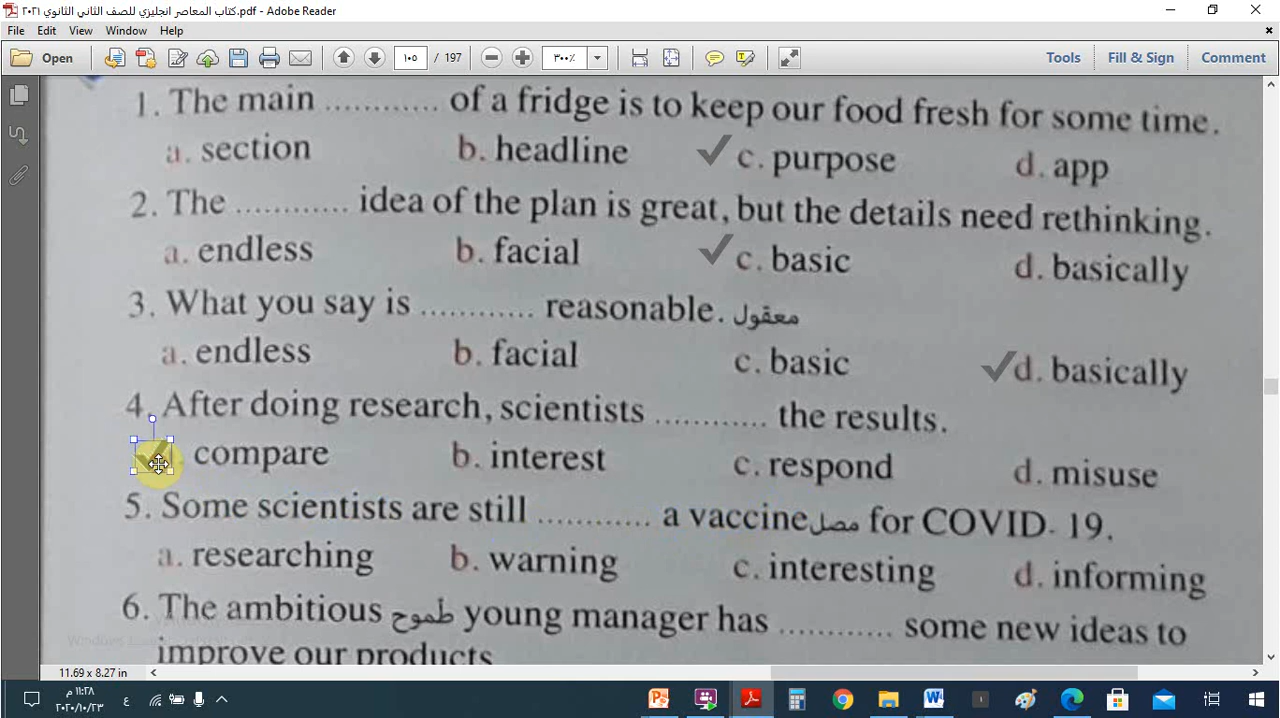 كتاب المعاصر انجليزي للصف الثاني الثانوي ٢٠٢١.pdf - Adobe Reader
File Edit View Window Help
Open ١٠٥ / 197 ٣٠٠٪ Tools Fill & Sign Comment
1. The main ............ of a fridge is to keep our food fresh for some time.
a. section b. headline c. purpose d. app
2. The ............ idea of the plan is great, but the details need rethinking.
a. endless b. facial c. basic d. basically
3. What you say is ............ reasonable. معقول
a. endless b. facial c. basic d. basically
4. After doing research, scientists ............ the results.
compare b. interest c. respond d. misuse
5. Some scientists are still ............ a vaccine مصل for COVID- 19.
a. researching b. warning c. interesting d. informing
6. The ambitious طموح young manager has ............ some new ideas to
improve our products
11.69 x 8.27 in
١١:٢٨ م
٢٠٢٠/١٠/٢٣
ع